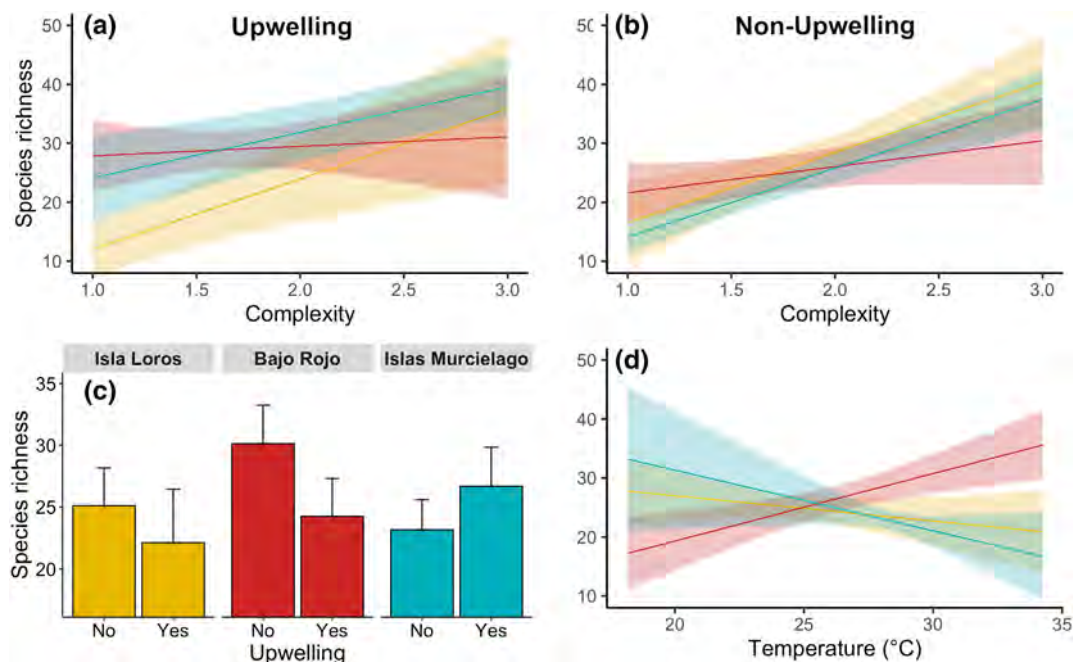 (a) Upwelling
50
40
30
20
10
Species richness
1.0 1.5 2.0 2.5 3.0
Complexity
(b) Non-Upwelling
50
40
30
20
10
Species richness
1.0 1.5 2.0 2.5 3.0
Complexity
Isla Loros Bajo Rojo Islas Murcielago
(c)
35
30
25
20
Species richness
No Yes No Yes No Yes
Upwelling
(d)
50
40
30
20
10
20 25 30 35
Temperature (°C)